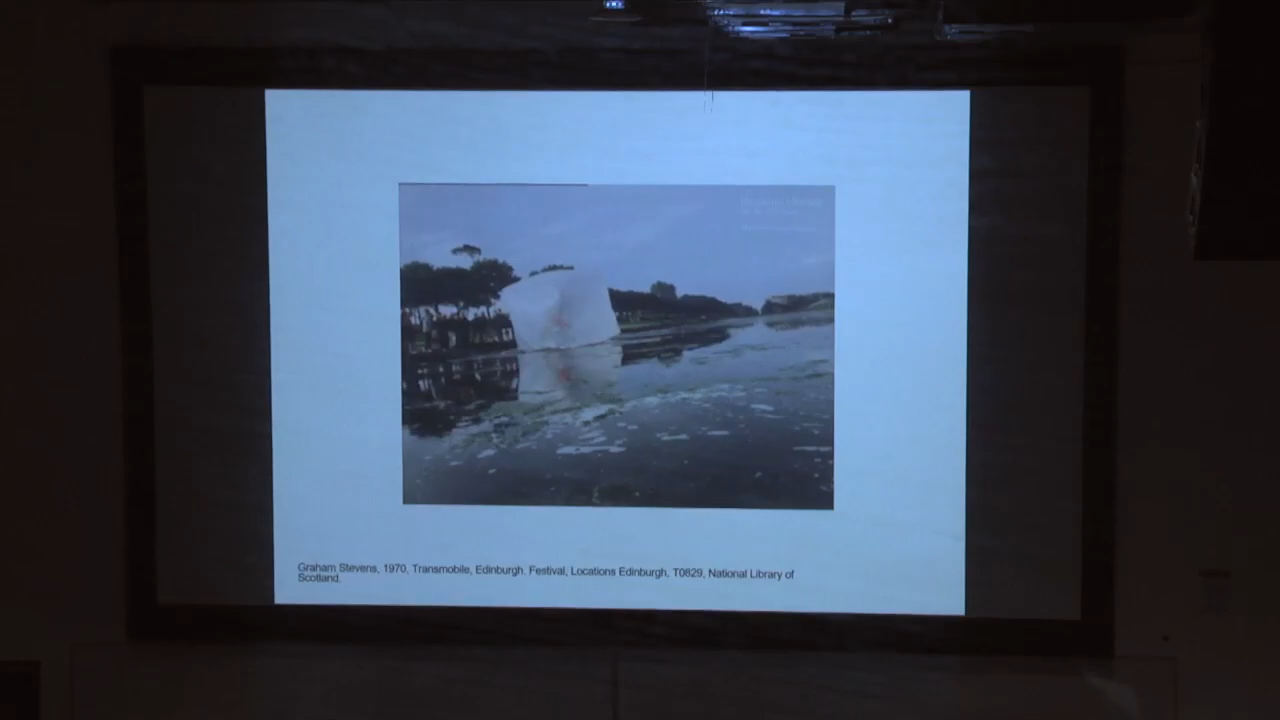 Graham Stevens, 1970, Transmobile, Edinburgh. Festival, Locations Edinburgh, T0829, National Library of
Scotland.